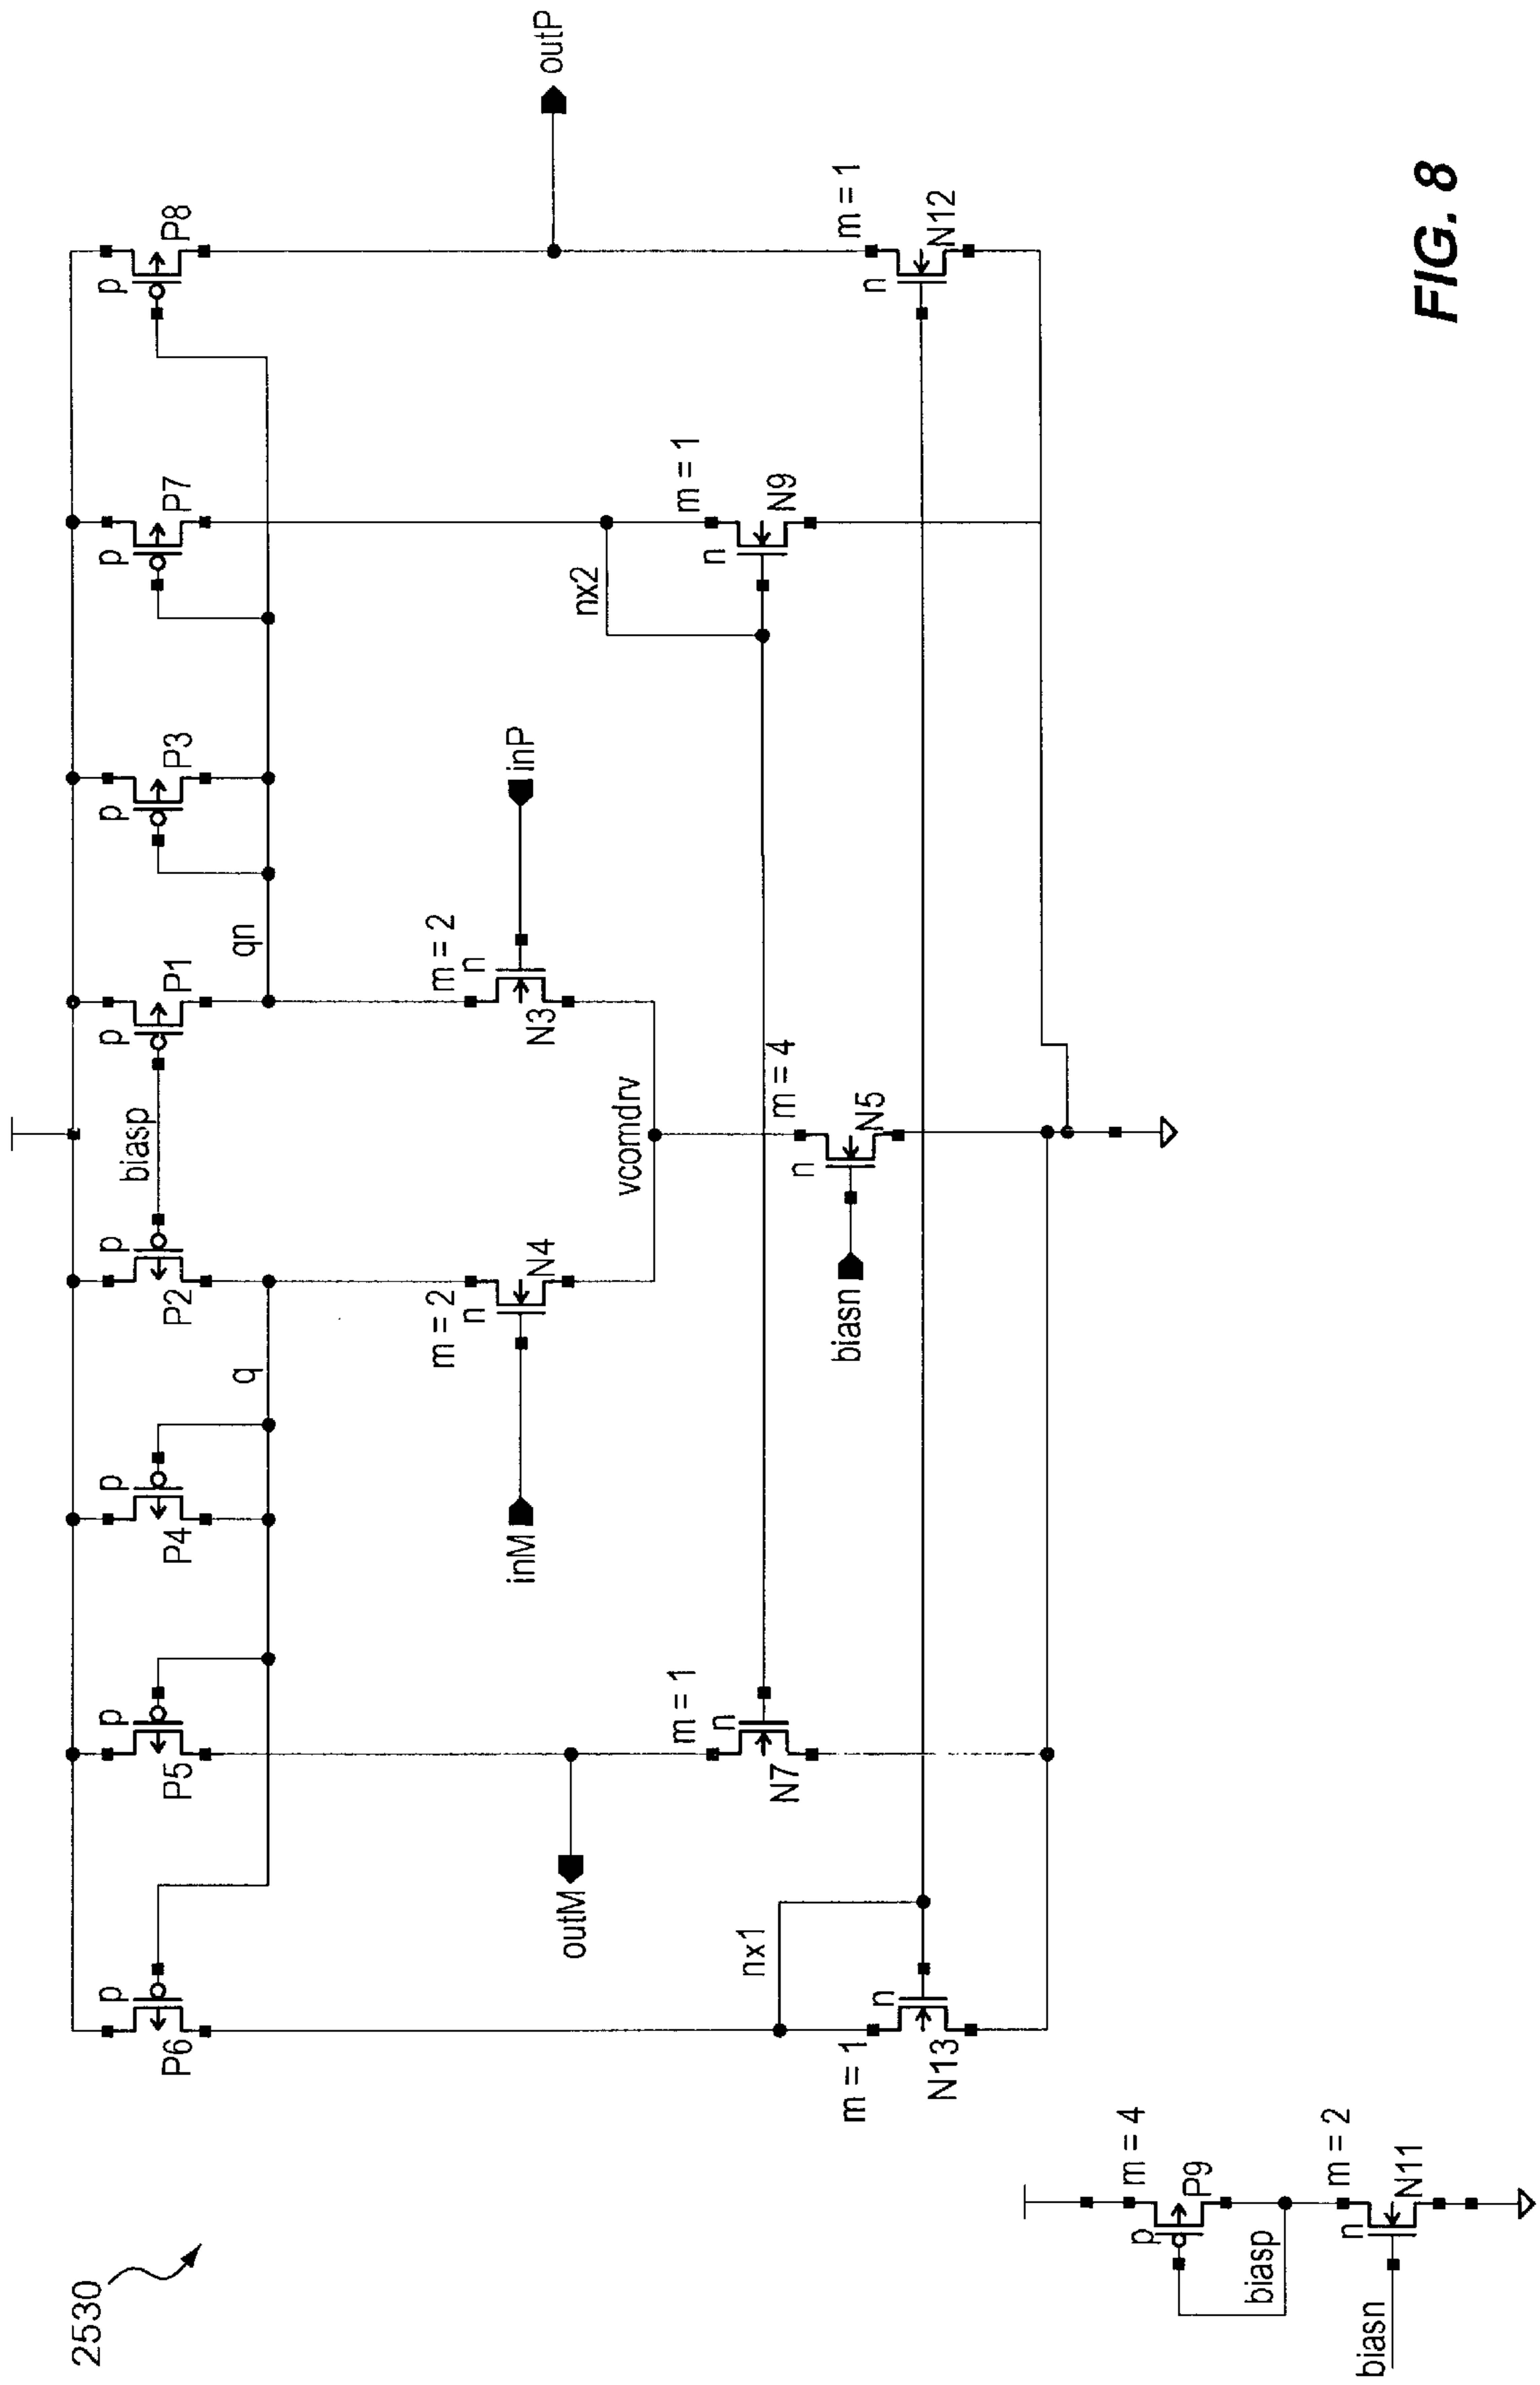 2530
p
P6
p
P5
p
P4
p
P2
biasp
p
P1
p
P3
p
P7
p
P8
q
qn
outP
inM
m = 2
n
N4
m = 2
n
N3
inP
nx2
outM
vcomdrv
m = 1
n
N7
m = 1
n
N9
nx1
m = 4
n
N5
biasn
m = 1
n
N13
m = 1
n
N12
m = 4
p
P9
biasp
m = 2
n
N11
biasn
FIG. 8